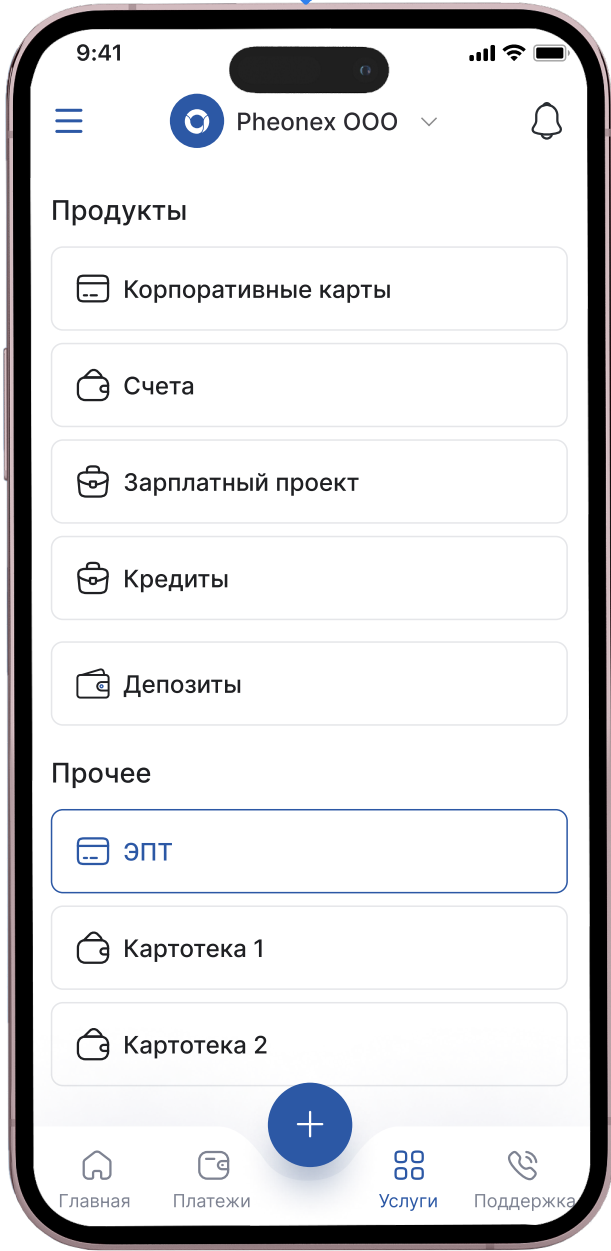 9:41
Pheonex OOO
Продукты
Корпоративные карты
Счета
Зарплатный проект
Кредиты
Депозиты
Прочее
ЭПТ
Картотека 1
Картотека 2
Главная
Платежи
Услуги
Поддержка